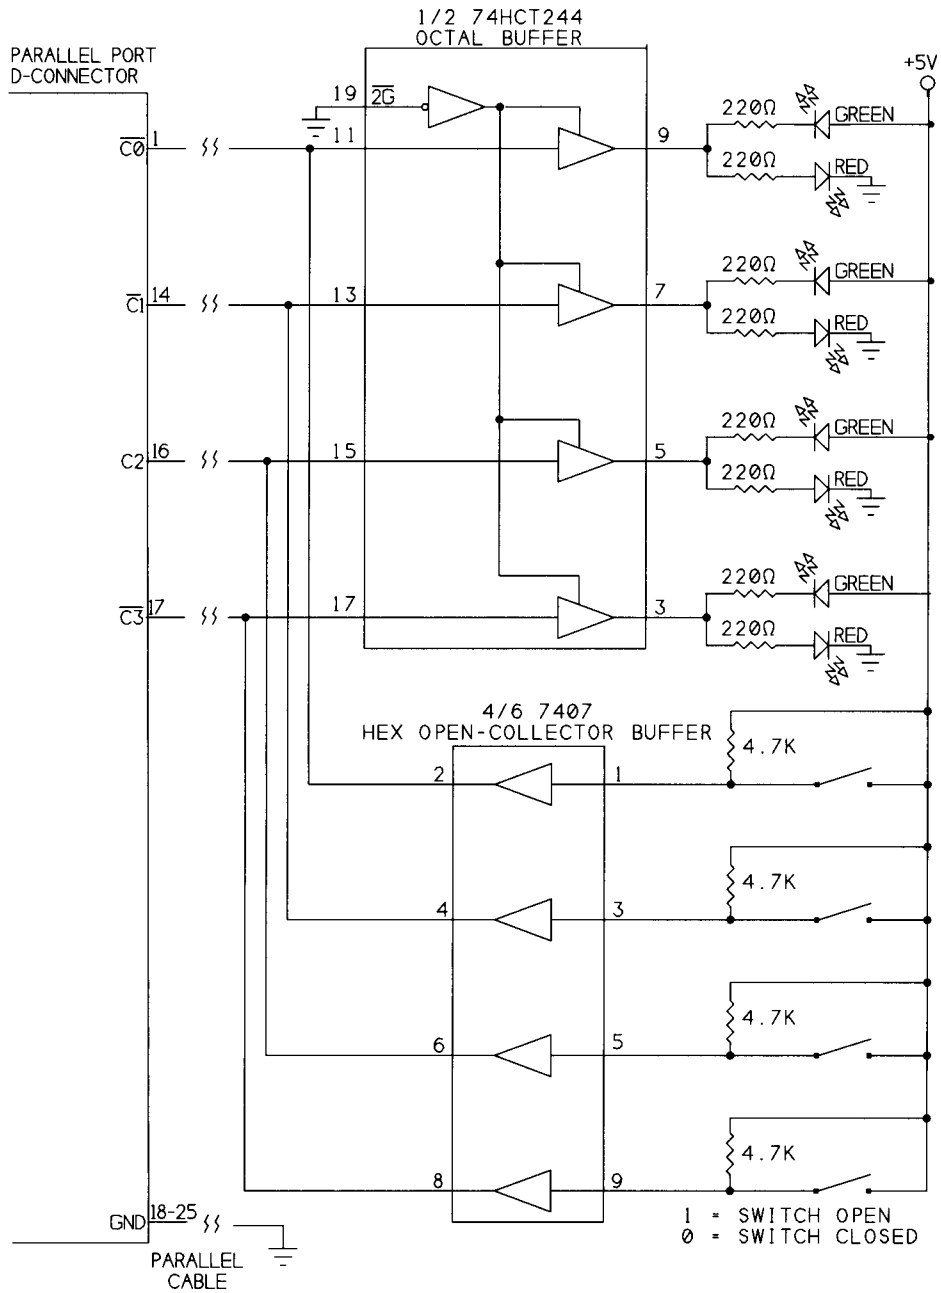 1/2 74HCT244
OCTAL BUFFER
PARALLEL PORT
D-CONNECTOR
+5V
19 2G
C0 1
11
9
220Ω
GREEN
220Ω
RED
C1 14
13
7
220Ω
GREEN
220Ω
RED
C2 16
15
5
220Ω
GREEN
220Ω
RED
C3 17
17
3
220Ω
GREEN
220Ω
RED
4/6 7407
HEX OPEN-COLLECTOR BUFFER
4.7K
2
1
4.7K
4
3
4.7K
6
5
4.7K
8
9
1 = SWITCH OPEN
0 = SWITCH CLOSED
GND 18-25
PARALLEL
CABLE